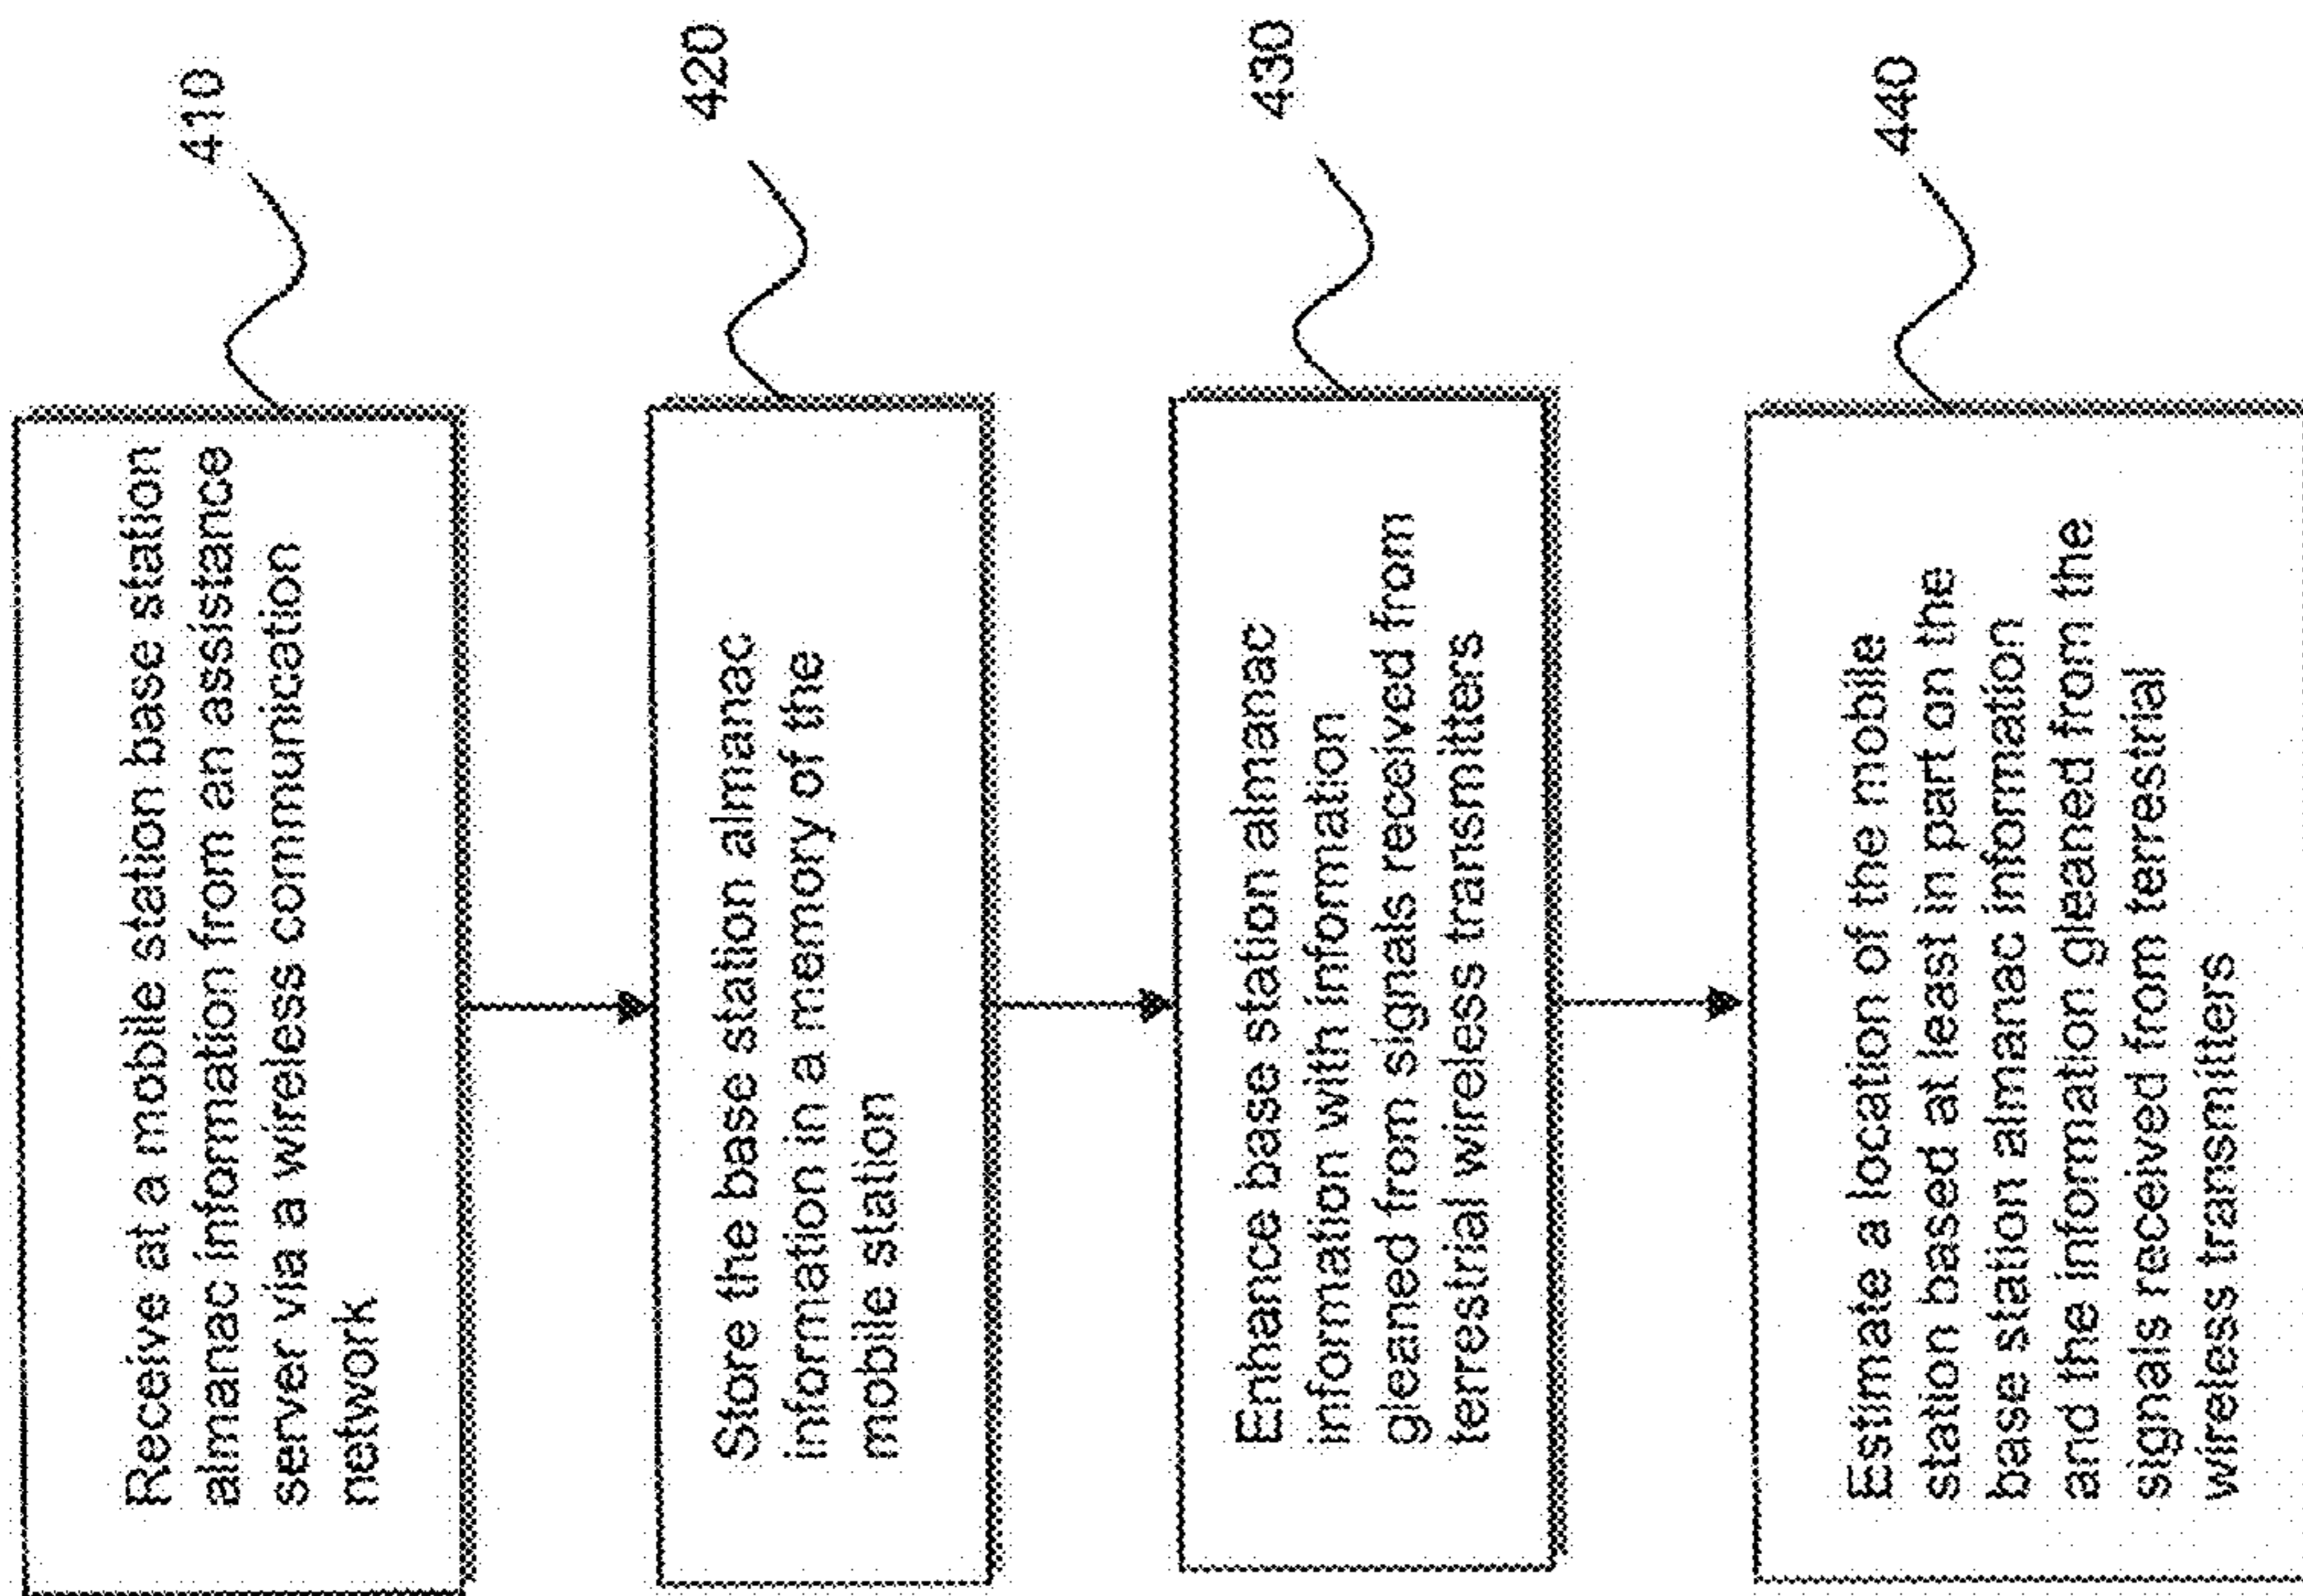 Receive at a mobile station base station
almanac information from an assistance
server via a wireless communication
network
410
Store the base station almanac
information in a memory of the
mobile station
420
Enhance base station almanac
information with information
gleaned from signals received from
terrestrial wireless transmitters
430
Estimate a location of the mobile
station based at least in part on the
base station almanac information
and the information gleaned from the
signals received from terrestrial
wireless transmitters
440